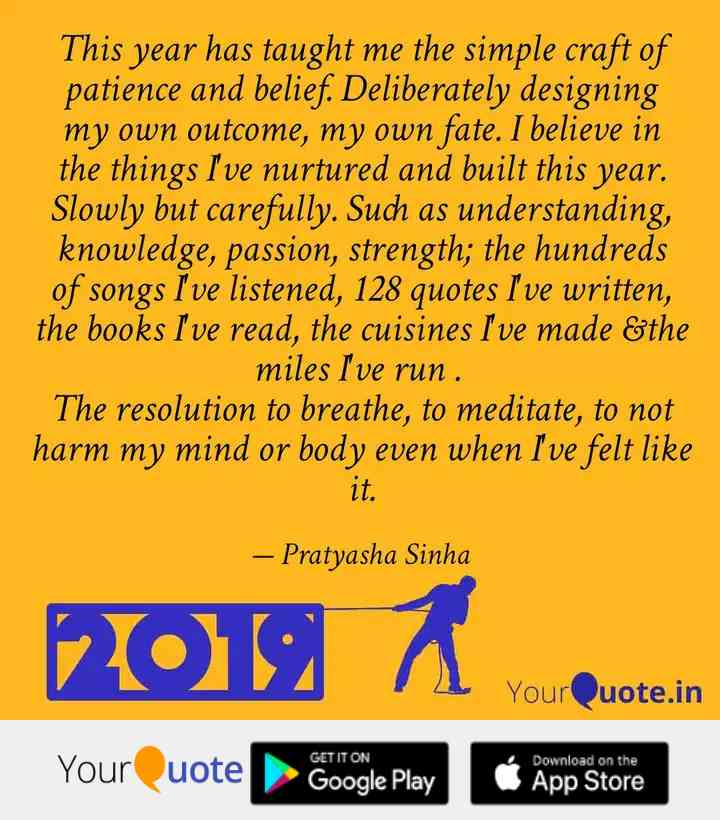 This year has taught me the simple craft of
patience and belief. Deliberately designing
my own outcome, my own fate. I believe in
the things I've nurtured and built this year.
Slowly but carefully. Such as understanding,
knowledge, passion, strength; the hundreds
of songs I've listened, 128 quotes I've written,
the books I've read, the cuisines I've made &the
miles I've run .
The resolution to breathe, to meditate, to not
harm my mind or body even when I've felt like
it.
— Pratyasha Sinha
2019
YourQuote.in
YourQuote
GET IT ON
Google Play
Download on the
App Store